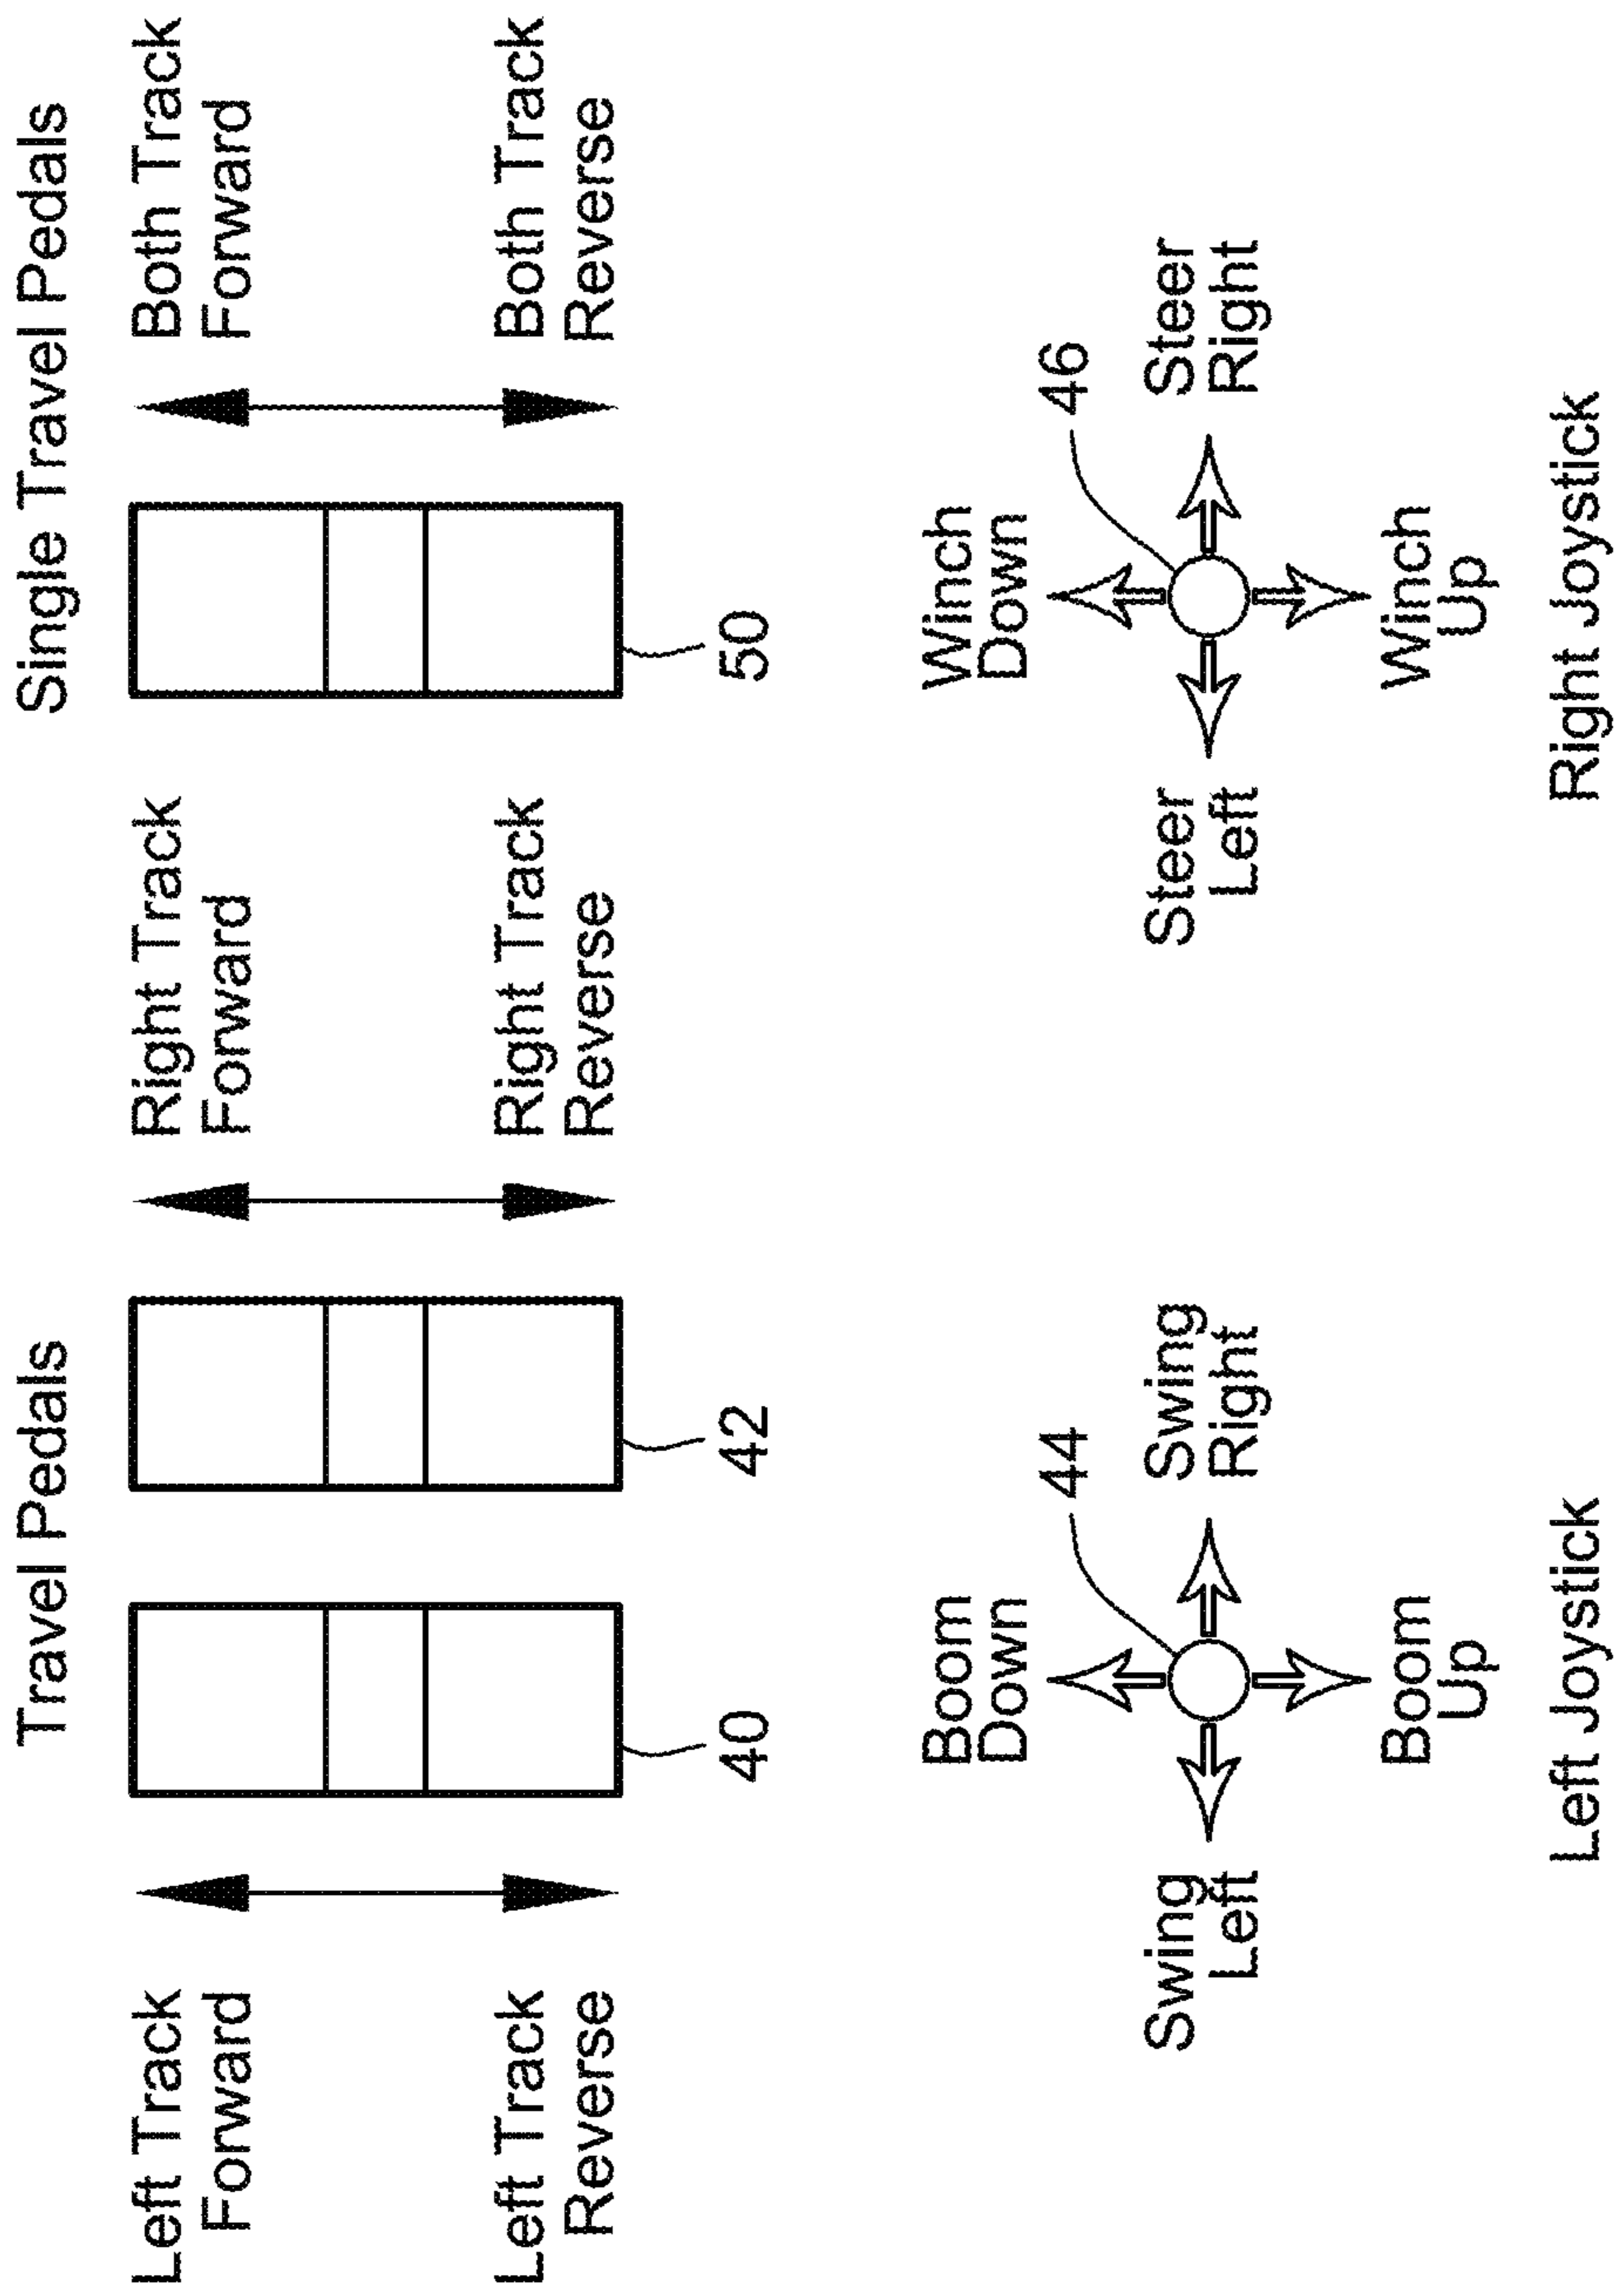 Travel Pedals
Single Travel Pedals
Left Track
Forward
Right Track
Forward
Both Track
Forward
Left Track
Reverse
Right Track
Reverse
Both Track
Reverse
40
42
50
Boom
Down
44
Swing
Left
Swing
Right
Boom
Up
Left Joystick
Winch
Down
46
Steer
Left
Steer
Right
Winch
Up
Right Joystick